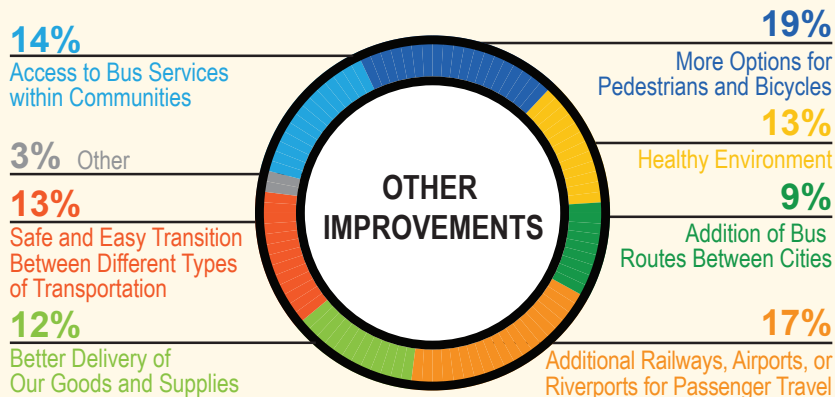 14%
Access to Bus Services
within Communities
3% Other
13%
Safe and Easy Transition
Between Different Types
of Transportation
12%
Better Delivery of
Our Goods and Supplies
OTHER
IMPROVEMENTS
19%
More Options for
Pedestrians and Bicycles
13%
Healthy Environment
9%
Addition of Bus
Routes Between Cities
17%
Additional Railways, Airports, or
Riverports for Passenger Travel